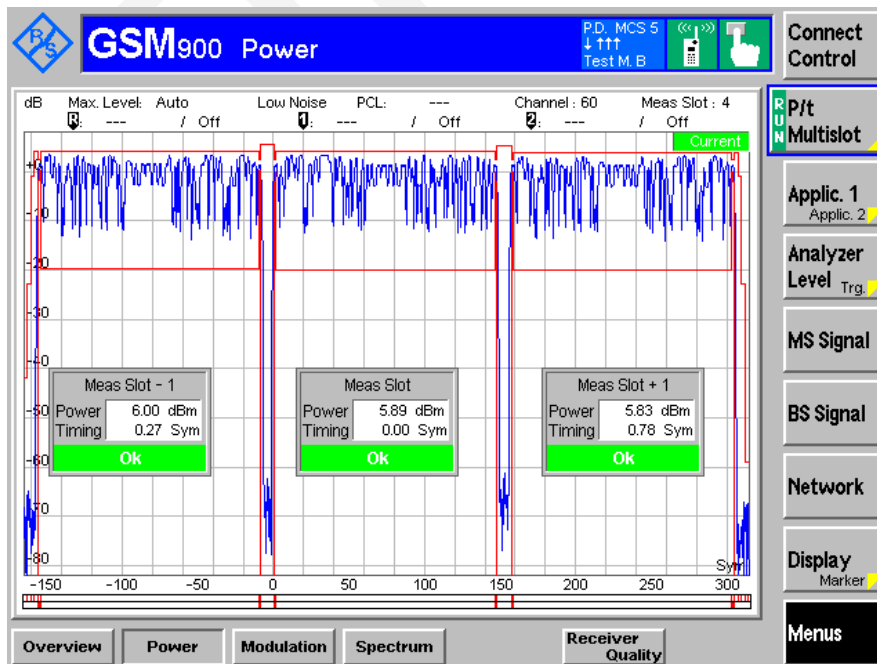 R/S
GSM900 Power
P.D. MCS 5
↓ ↑↑↑
Test M. B
Connect
Control
dB Max. Level: Auto Low Noise PCL: --- Channel : 60 Meas Slot : 4
R: --- / Off 1: --- / Off 2: --- / Off
Current
RUN
P/t
Multislot
Applic. 1
Applic. 2
Analyzer
Level Trg.
MS Signal
BS Signal
Network
Display
Marker
Menus
+0
-10
-20
-30
-40
-50
-60
-70
-80
Meas Slot - 1
Power 6.00 dBm
Timing 0.27 Sym
Ok
Meas Slot
Power 5.89 dBm
Timing 0.00 Sym
Ok
Meas Slot + 1
Power 5.83 dBm
Timing 0.78 Sym
Ok
Sym
-150 -100 -50 0 50 100 150 200 250 300
Overview Power Modulation Spectrum Receiver Quality